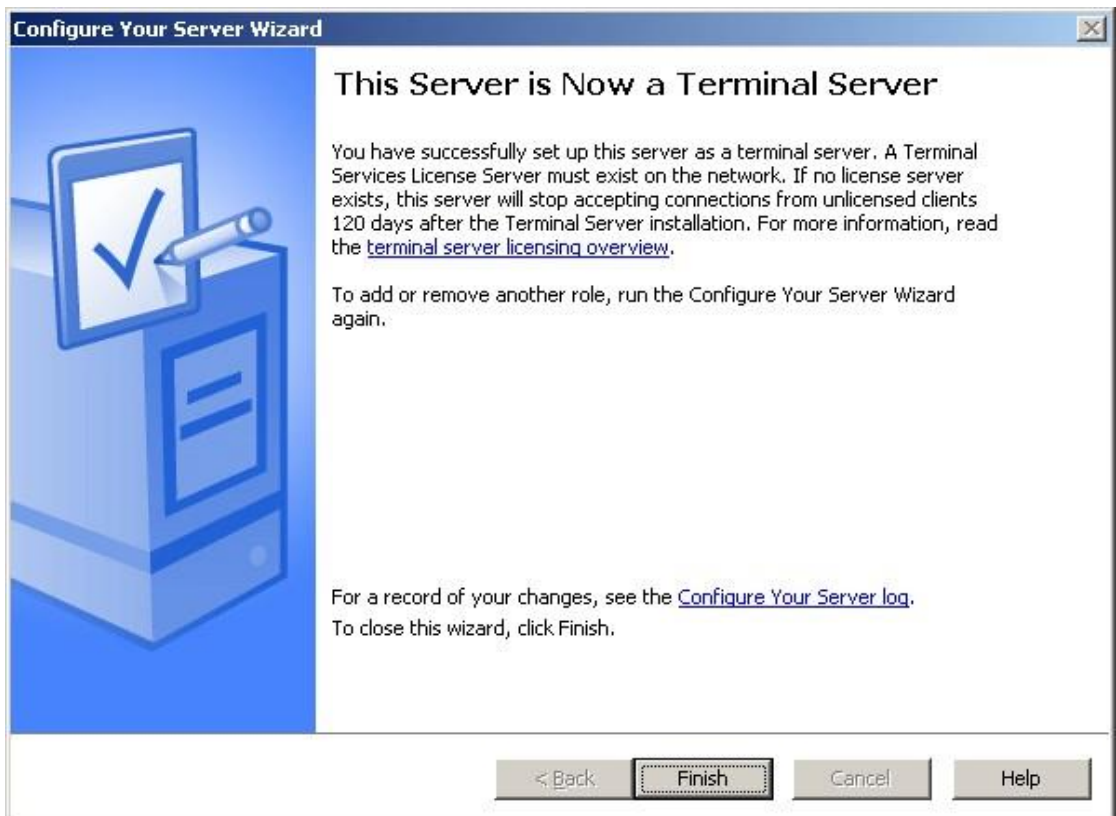 Configure Your Server Wizard
This Server is Now a Terminal Server
You have successfully set up this server as a terminal server. A Terminal
Services License Server must exist on the network. If no license server
exists, this server will stop accepting connections from unlicensed clients
120 days after the Terminal Server installation. For more information, read
the terminal server licensing overview.
To add or remove another role, run the Configure Your Server Wizard
again.
For a record of your changes, see the Configure Your Server log.
To close this wizard, click Finish.
< Back Finish Cancel Help